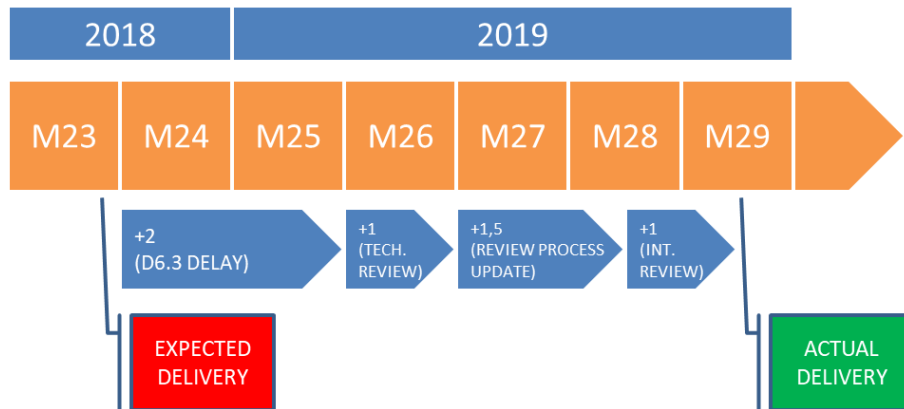 2018
2019
M23
M24
M25
M26
M27
M28
M29
+2
(D6.3 DELAY)
+1
(TECH.
REVIEW)
+1,5
(REVIEW PROCESS
UPDATE)
+1
(INT.
REVIEW)
EXPECTED
DELIVERY
ACTUAL
DELIVERY